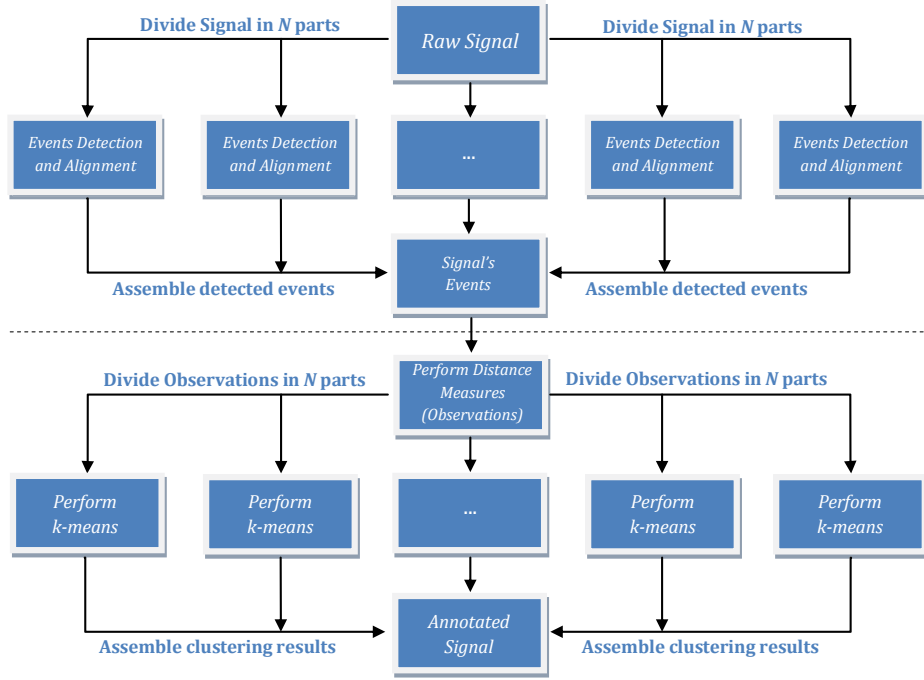 Divide Signal in N parts
Raw Signal
Divide Signal in N parts
Events Detection
and Alignment
Events Detection
and Alignment
...
Events Detection
and Alignment
Events Detection
and Alignment
Signal's
Events
Assemble detected events
Assemble detected events
Divide Observations in N parts
Perform Distance
Measures
(Observations)
Divide Observations in N parts
Perform
k-means
Perform
k-means
...
Perform
k-means
Perform
k-means
Annotated
Signal
Assemble clustering results
Assemble clustering results